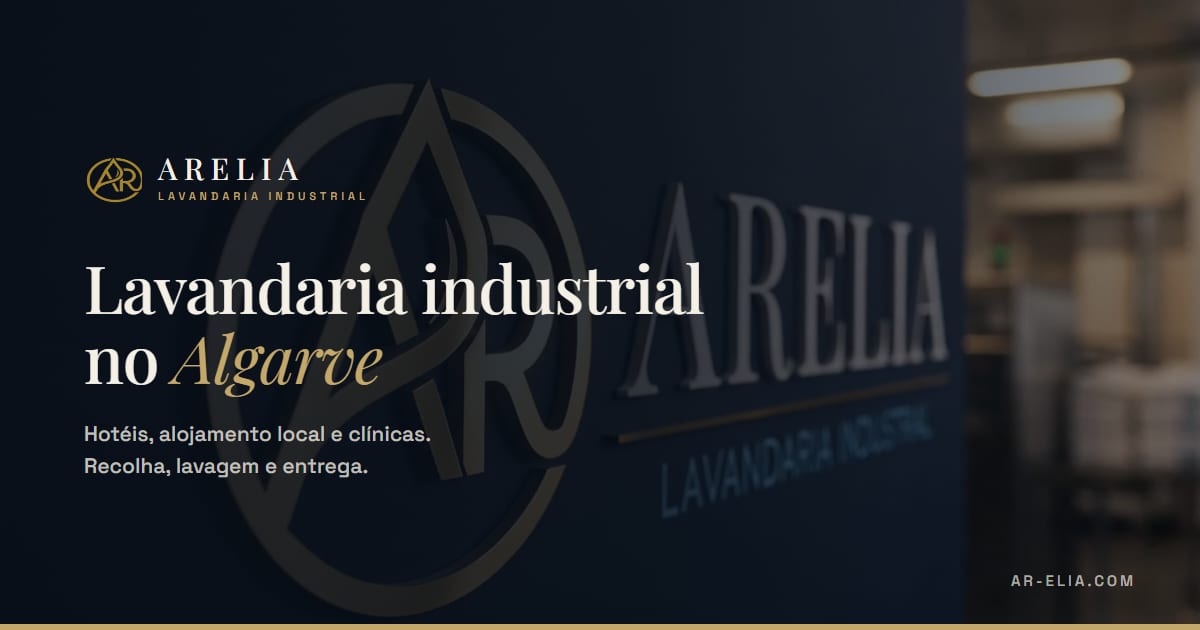 ARELIA
LAVANDARIA INDUSTRIAL
Lavandaria industrial
no Algarve
Hotéis, alojamento local e clínicas.
Recolha, lavagem e entrega.
AR
ARELIA
LAVANDARIA INDUSTRIAL
AR-ELIA.COM